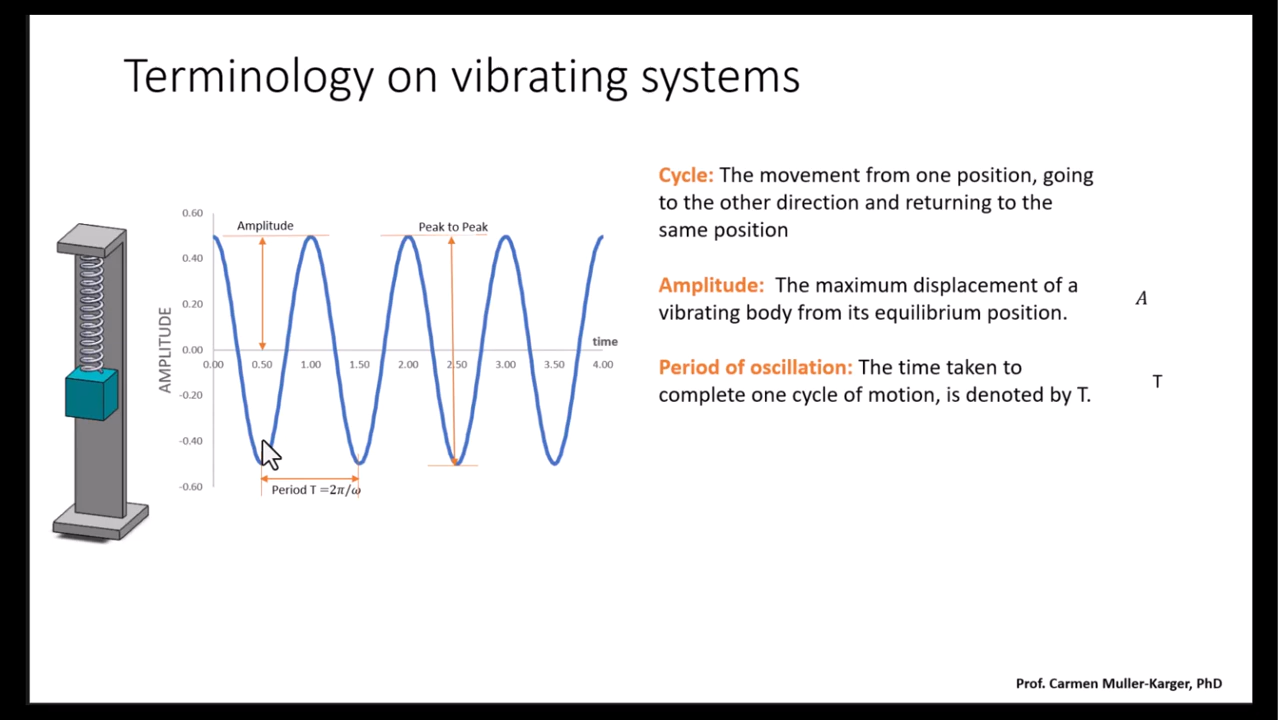 Terminology on vibrating systems
Cycle: The movement from one position, going
to the other direction and returning to the
same position
Amplitude: The maximum displacement of a
vibrating body from its equilibrium position.
A
Period of oscillation: The time taken to
complete one cycle of motion, is denoted by T.
T
AMPLITUDE
0.60
0.40
0.20
0.00
-0.20
-0.40
-0.60
Amplitude
Peak to Peak
time
0.00 0.50 1.00 1.50 2.00 2.50 3.00 3.50 4.00
Period T =2π/ω
Prof. Carmen Muller-Karger, PhD